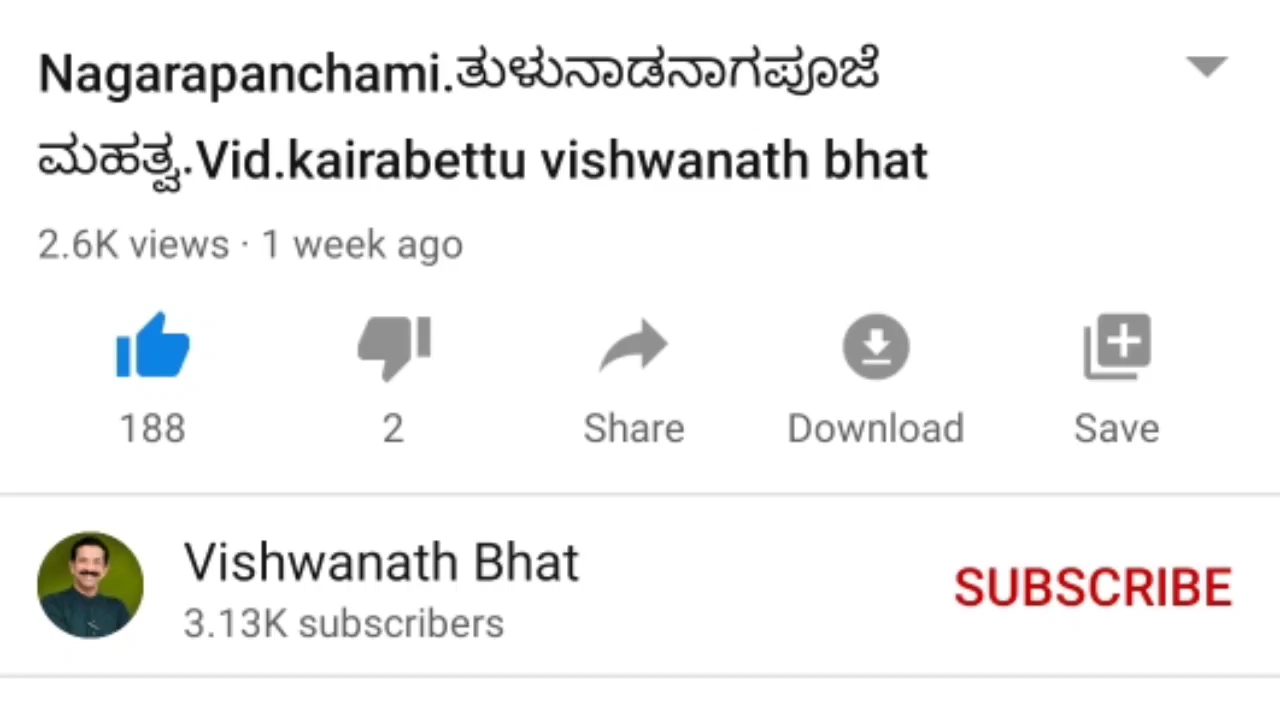 Nagarapanchami.ತುಳುನಾಡನಾಗಪೂಜೆ
ಮಹತ್ವ.Vid.kairabettu vishwanath bhat
2.6K views · 1 week ago
188 2 Share Download Save
Vishwanath Bhat
SUBSCRIBE
3.13K subscribers